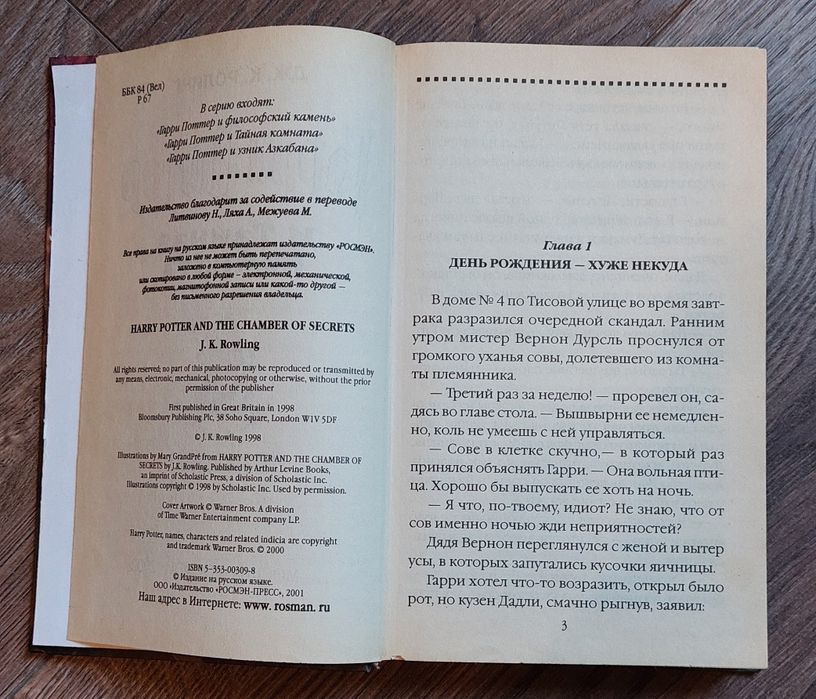 ББК 84 (Вел)
Р 67
В серию входят:
«Гарри Поттер и философский камень»
«Гарри Поттер и Тайная комната»
«Гарри Поттер и узник Азкабана»
Издательство благодарит за содействие в переводе
Литвинову Н., Ляха А., Межуева М.
Все права на книгу на русском языке принадлежат издательству «РОСМЭН».
Ничто из нее не может быть перепечатано,
заложено в компьютерную память
или скопировано в любой форме — электронной, механической,
фотокопии, магнитофонной записи или какой-то другой —
без письменного разрешения владельца.
HARRY POTTER AND THE CHAMBER OF SECRETS
J. K. Rowling
All rights reserved; no part of this publication may be reproduced or transmitted by
any means, electronic, mechanical, photocopying or otherwise, without the prior
permission of the publisher
First published in Great Britain in 1998
Bloomsbury Publishing Plc, 38 Soho Square, London W1V 5DF
© J. K. Rowling 1998
Illustrations by Mary GrandPré from HARRY POTTER AND THE CHAMBER OF
SECRETS by J.K. Rowling. Published by Arthur Levine Books,
an imprint of Scholastic Press, a division of Scholastic Inc.
Illustrations copyright © 1998 by Scholastic Inc. Used by permission.
Cover Artwork © Warner Bros. A division
of Time Warner Entertainment company L.P.
Harry Potter, names, characters and related indicia are copyright
and trademark Warner Bros. © 2000
ISBN 5-353-00309-8
© Издание на русском языке.
ООО «Издательство «РОСМЭН-ПРЕСС», 2001
Наш адрес в Интернете: www. rosman. ru
Глава 1
ДЕНЬ РОЖДЕНИЯ — ХУЖЕ НЕКУДА
В доме № 4 по Тисовой улице во время завт-
рака разразился очередной скандал. Ранним
утром мистер Вернон Дурсль проснулся от
громкого уханья совы, долетевшего из комна-
ты племянника.
— Третий раз за неделю! — проревел он, са-
дясь во главе стола. — Вышвырни ее немедлен-
но, коль не умеешь с ней управляться.
— Сове в клетке скучно,— в который раз
принялся объяснять Гарри. — Она вольная пти-
ца. Хорошо бы выпускать ее хоть на ночь.
— Я что, по-твоему, идиот? Не знаю, что от
сов именно ночью жди неприятностей?
Дядя Вернон переглянулся с женой и вытер
усы, в которых запутались кусочки яичницы.
Гарри хотел что-то возразить, открыл было
рот, но кузен Дадли, смачно рыгнув, заявил:
3